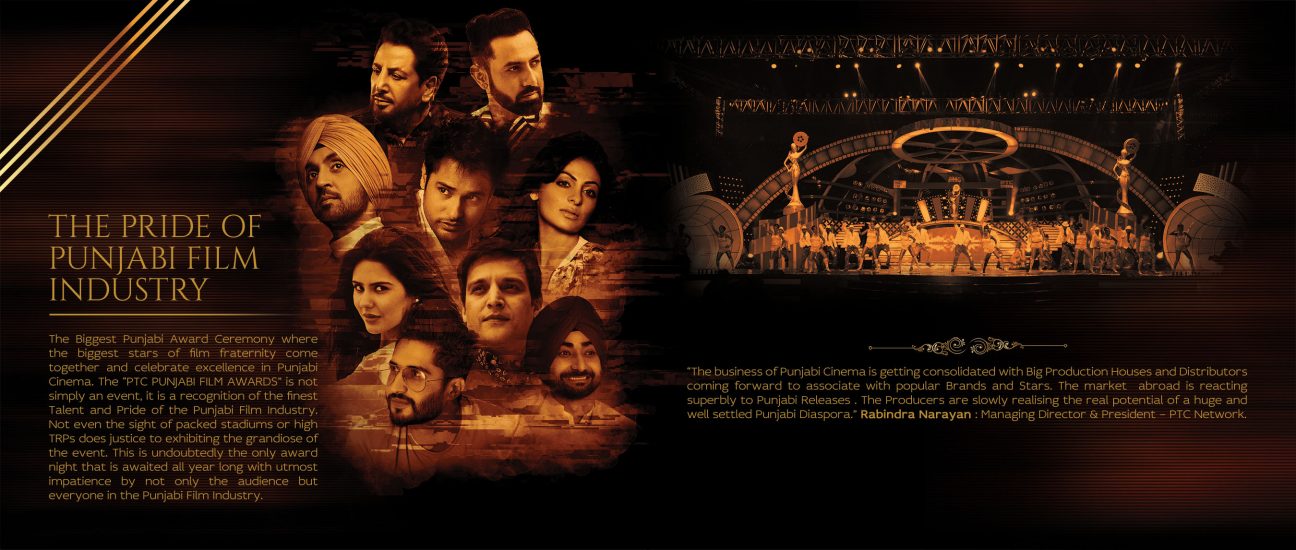 THE PRIDE OF
PUNJABI FILM
INDUSTRY
The Biggest Punjabi Award Ceremony where
the biggest stars of film fraternity come
together and celebrate excellence in Punjabi
Cinema. The "PTC PUNJABI FILM AWARDS" is not
simply an event, it is a recognition of the finest
Talent and Pride of the Punjabi Film Industry.
Not even the sight of packed stadiums or high
TRPs does justice to exhibiting the grandiose of
the event. This is undoubtedly the only award
night that is awaited all year long with utmost
impatience by not only the audience but
everyone in the Punjabi Film Industry.
"The business of Punjabi Cinema is getting consolidated with Big Production Houses and Distributors
coming forward to associate with popular Brands and Stars. The market abroad is reacting
superbly to Punjabi Releases . The Producers are slowly realising the real potential of a huge and
well settled Punjabi Diaspora." Rabindra Narayan : Managing Director & President – PTC Network.